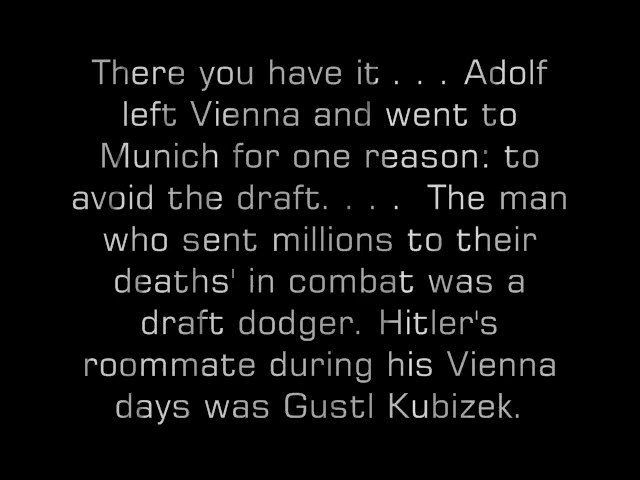 There you have it . . . Adolf
left Vienna and went to
Munich for one reason: to
avoid the draft. . . .  The man
who sent millions to their
deaths' in combat was a
draft dodger. Hitler's
roommate during his Vienna
days was Gustl Kubizek.